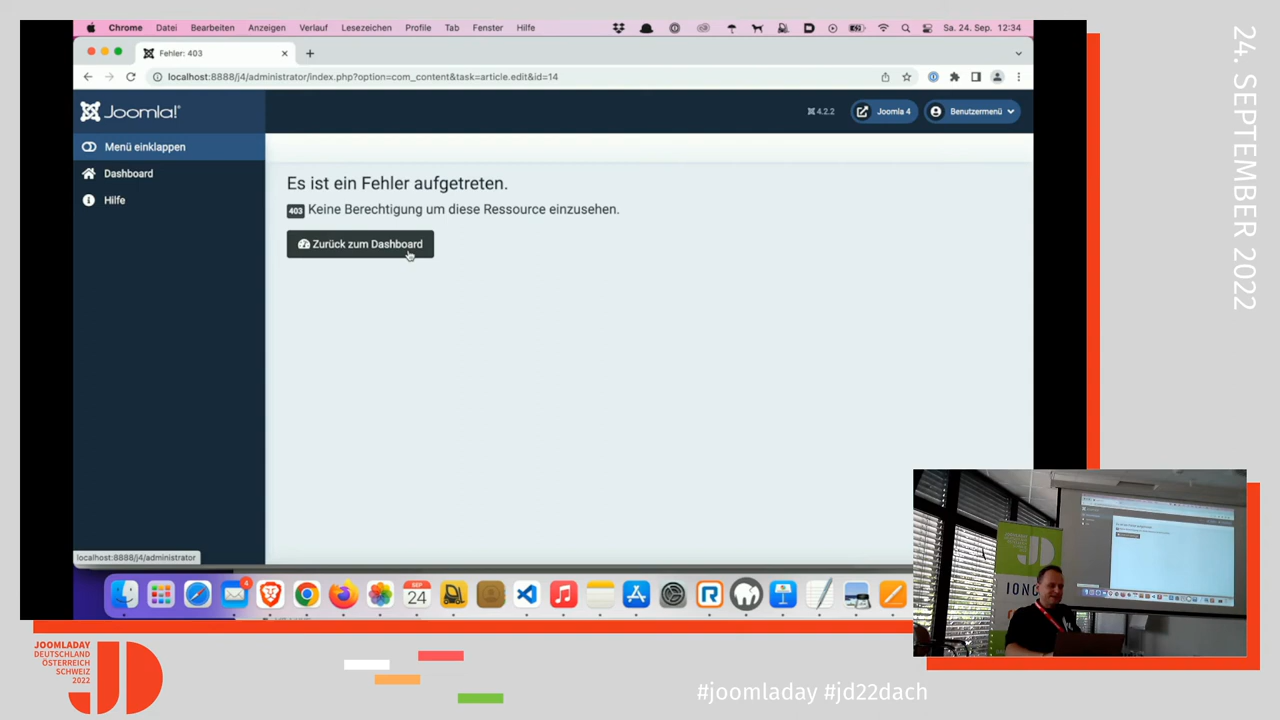 Chrome Datei Bearbeiten Anzeigen Verlauf Lesezeichen Profile Tab Fenster Hilfe Sa. 24. Sep. 12:34
Fehler: 403
localhost:8888/j4/administrator/index.php?option=com_content&task=article.edit&id=14
Joomla!
4.2.2
Joomla 4
Benutzermenü
Menü einklappen
Dashboard
Hilfe
Es ist ein Fehler aufgetreten.
403 Keine Berechtigung um diese Ressource einzusehen.
Zurück zum Dashboard
localhost:8888/j4/administrator
4
SEP
24
24. SEPTEMBER 2022
JOOMLADAY
DEUTSCHLAND
ÖSTERREICH
SCHWEIZ
2022
#joomladay #jd22dach